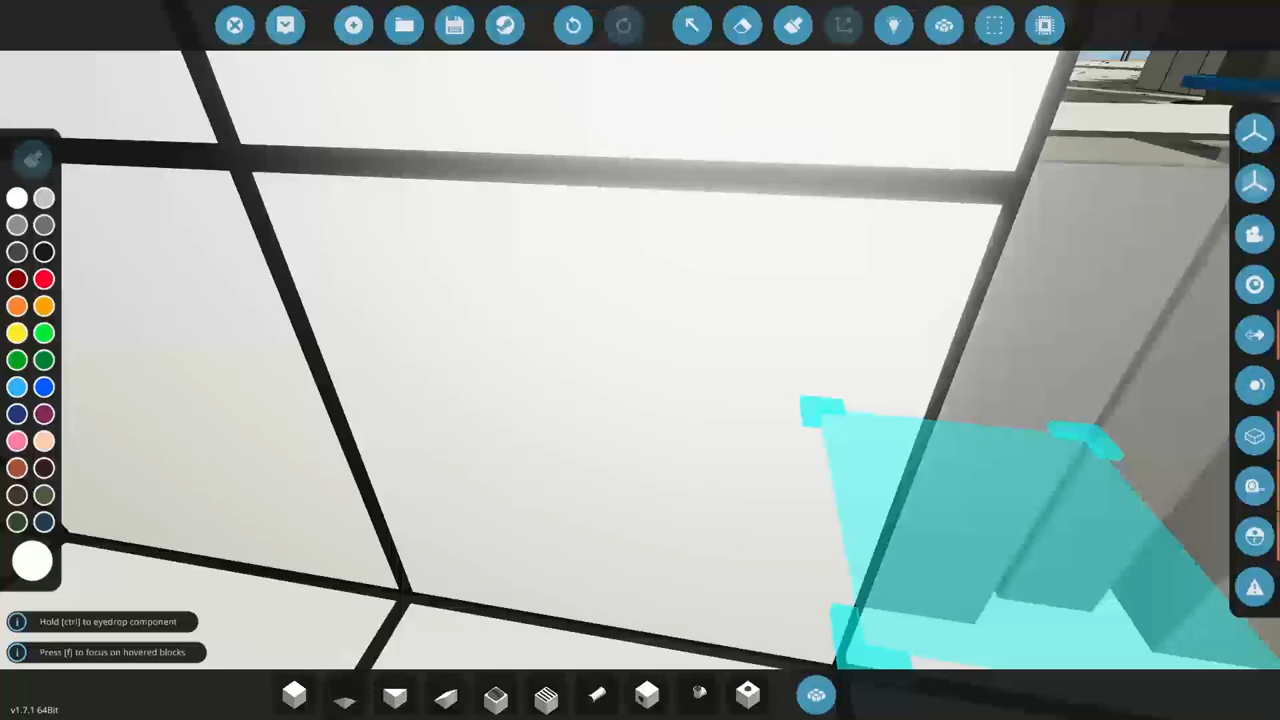 Hold [ctrl] to eyedrop component
Press [f] to focus on hovered blocks
v1.7.1 64Bit